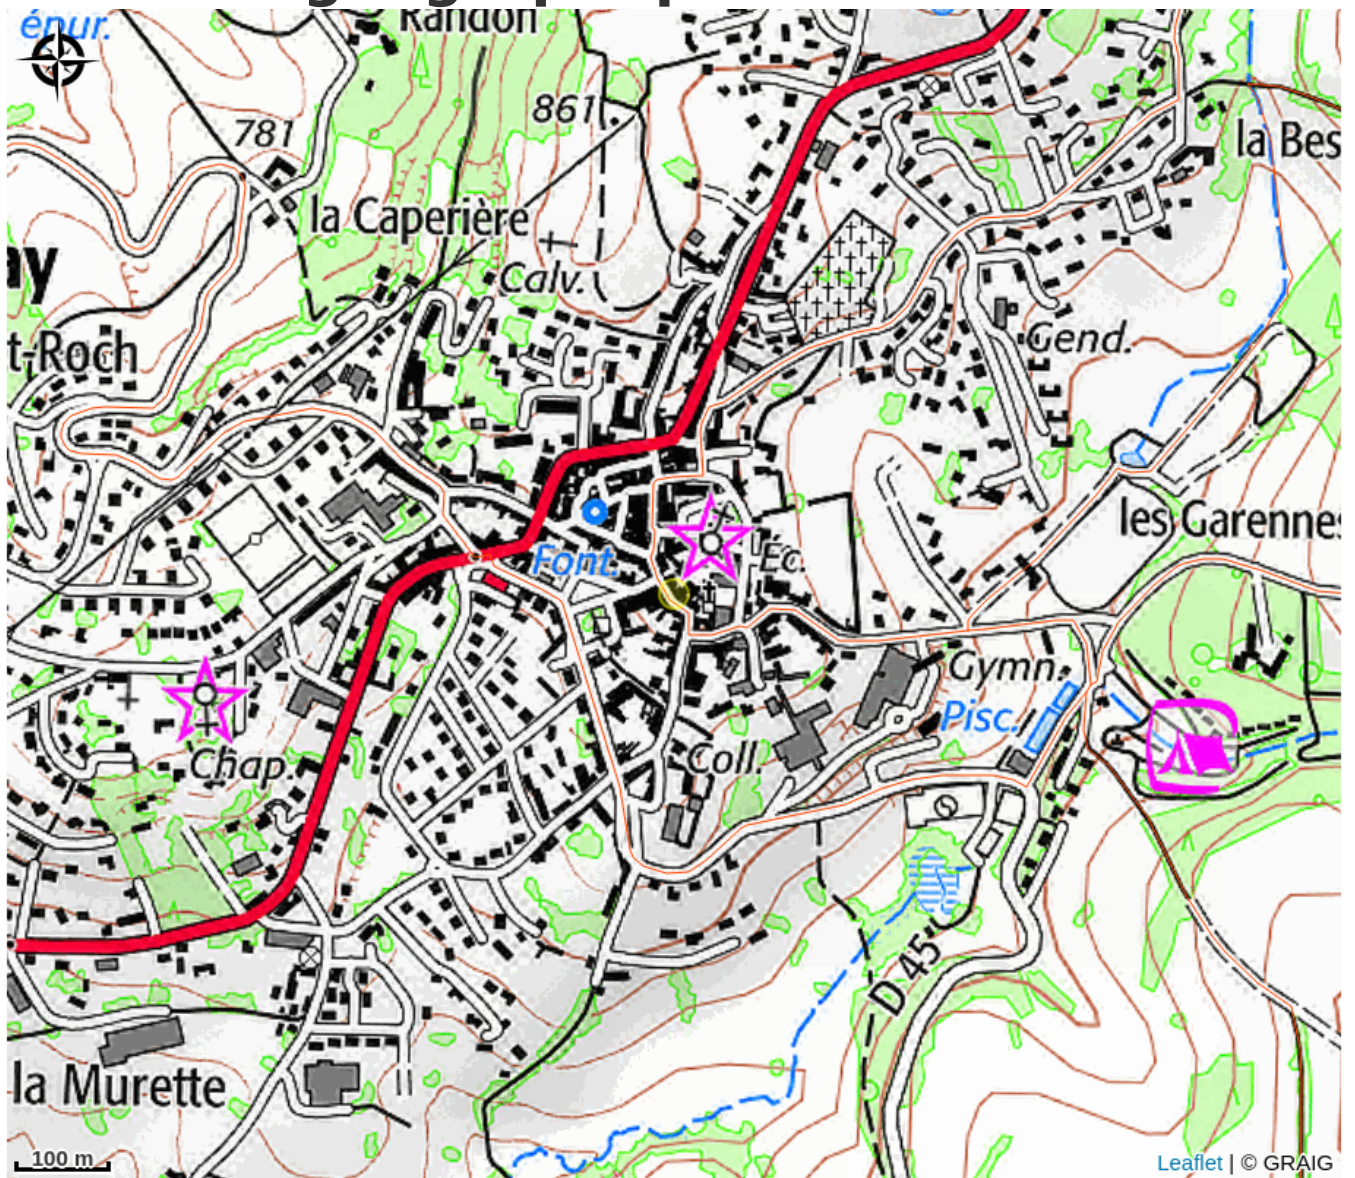 épur.
Randon
861
781
la Bes
la Caperière
ay
Calv.
Gend.
t-Roch
les Garennes
Font.
Éc.
Gymn.
Pisc.
Chap.
Coll.
D 45
la Murette
100 m
Leaflet | © GRAIG